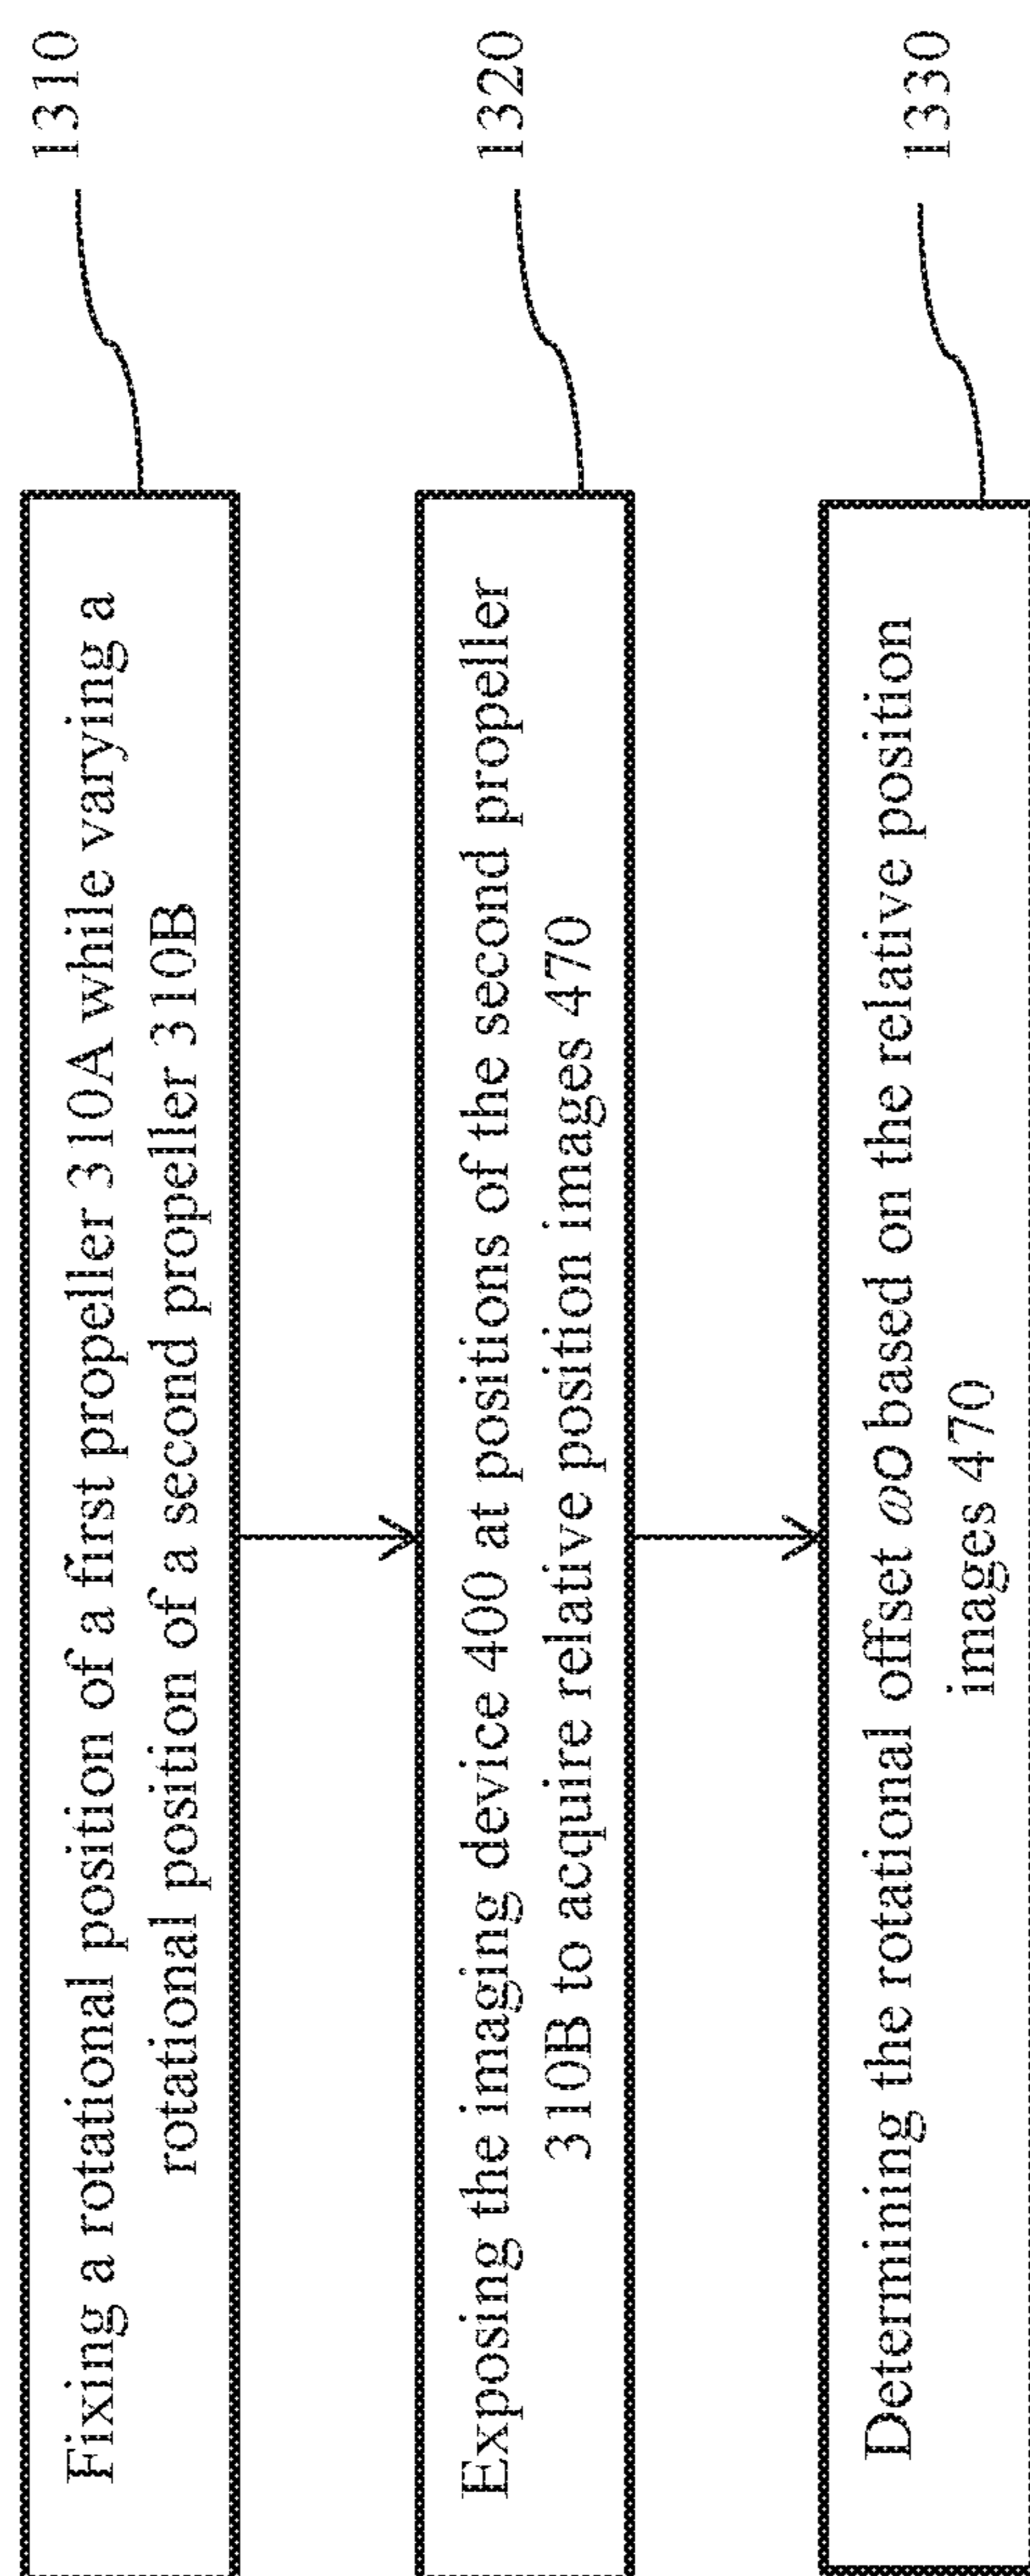 Fixing a rotational position of a first propeller 310A while varying a
rotational position of a second propeller 310B
1310
Exposing the imaging device 400 at positions of the second propeller
310B to acquire relative position images 470
1320
Determining the rotational offset ωO based on the relative position
images 470
1330